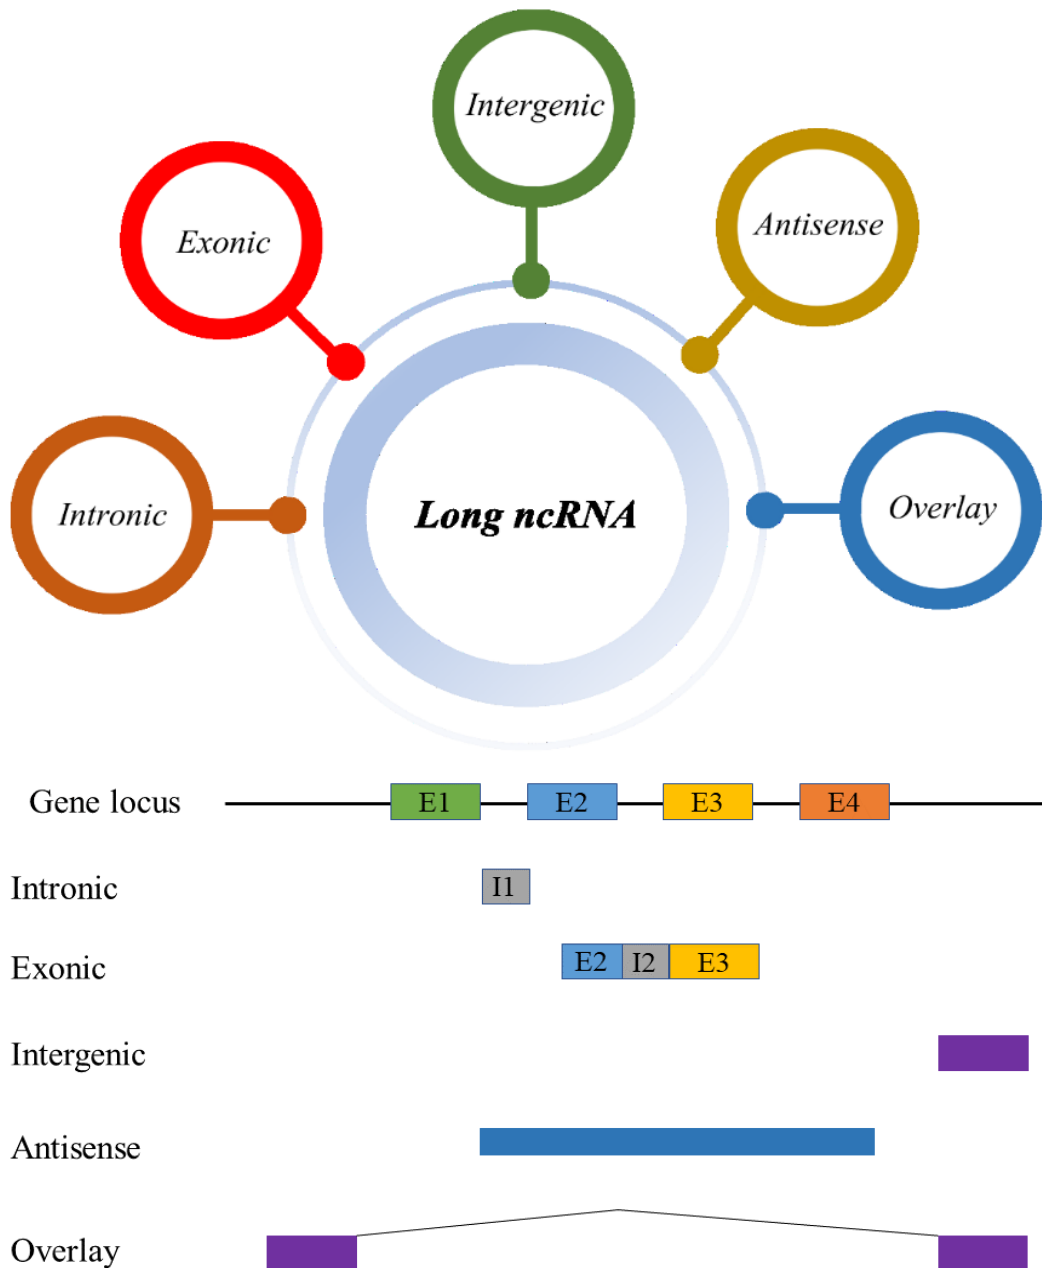 Intergenic
Exonic
Antisense
Intronic
Long ncRNA
Overlay
Gene locus E1 E2 E3 E4
Intronic I1
Exonic E2 I2 E3
Intergenic
Antisense
Overlay